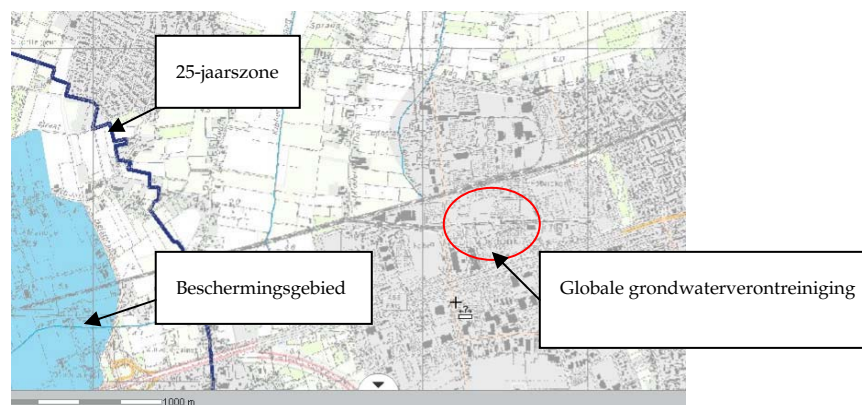 25-jaarszone
Beschermingsgebied
Globale grondwaterverontreiniging
1000 m